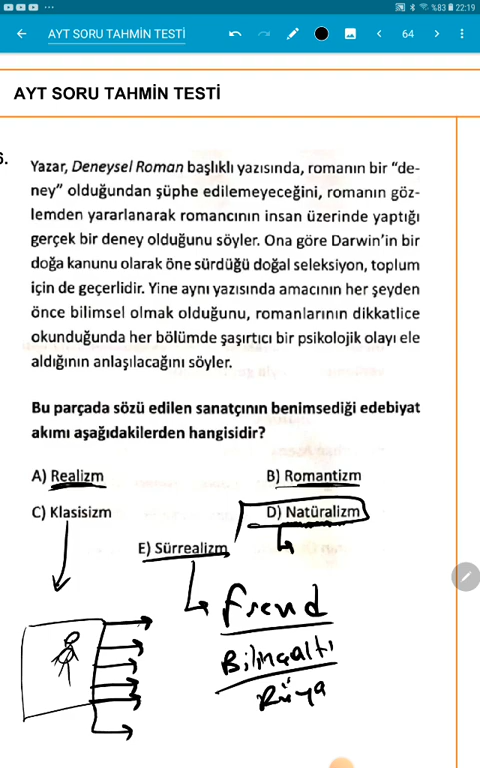 %83 22:19
AYT SORU TAHMİN TESTİ
64
AYT SORU TAHMİN TESTİ
6.
Yazar, Deneysel Roman başlıklı yazısında, romanın bir “de-
ney” olduğundan şüphe edilemeyeceğini, romanın göz-
lemden yararlanarak romancının insan üzerinde yaptığı
gerçek bir deney olduğunu söyler. Ona göre Darwin’in bir
doğa kanunu olarak öne sürdüğü doğal seleksiyon, toplum
için de geçerlidir. Yine aynı yazısında amacının her şeyden
önce bilimsel olmak olduğunu, romanlarının dikkatlice
okunduğunda her bölümde şaşırtıcı bir psikolojik olayı ele
aldığının anlaşılacağını söyler.
Bu parçada sözü edilen sanatçının benimsediği edebiyat
akımı aşağıdakilerden hangisidir?
A) Realizm
B) Romantizm
C) Klasisizm
D) Natüralizm
E) Sürrealizm
Freud
Bilinçaltı
Rüya